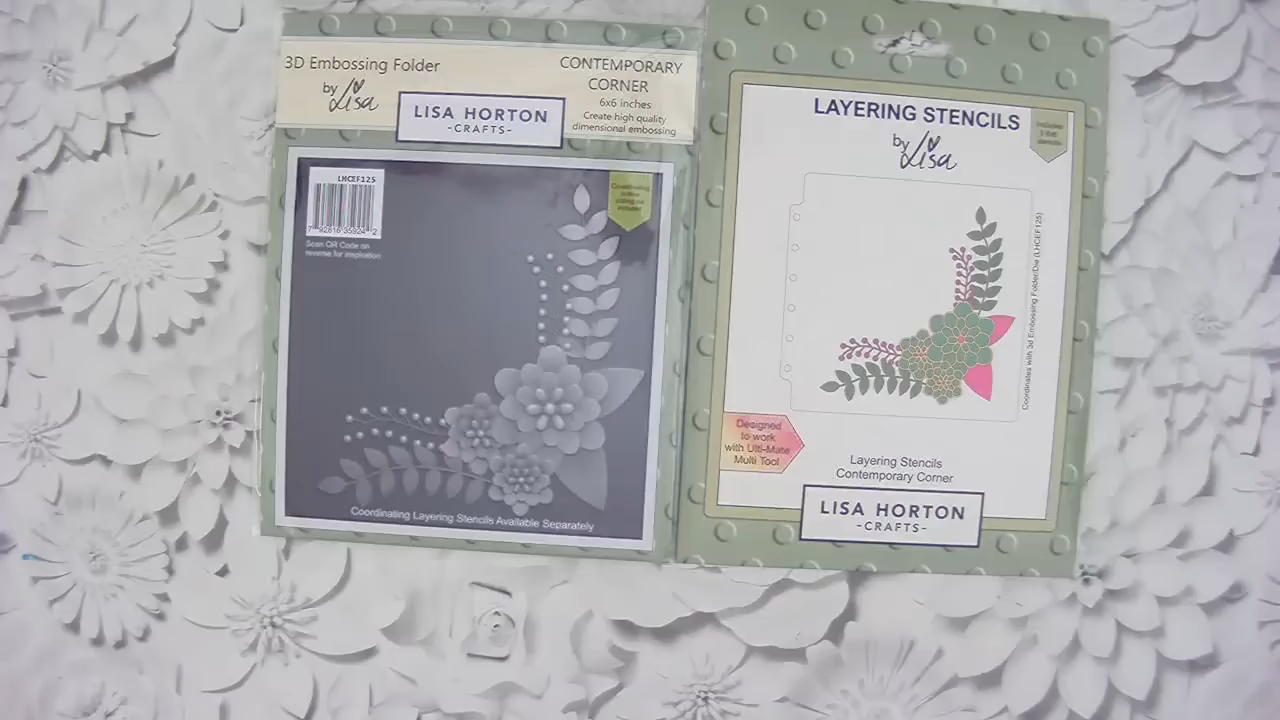 3D Embossing Folder
by Lisa
CONTEMPORARY
CORNER
6x6 inches
Create high quality
dimensional embossing
LISA HORTON
-CRAFTS-
LHCEF125
Scan QR Code on
reverse for inspiration
Coordinating Layering Stencils Available Separately
LAYERING STENCILS
by Lisa
Coordinates with 3d Embossing Folder/Die (LHCEF125)
Designed
to work
with Ulti-Mate
Multi Tool
Layering Stencils
Contemporary Corner
LISA HORTON
-CRAFTS-